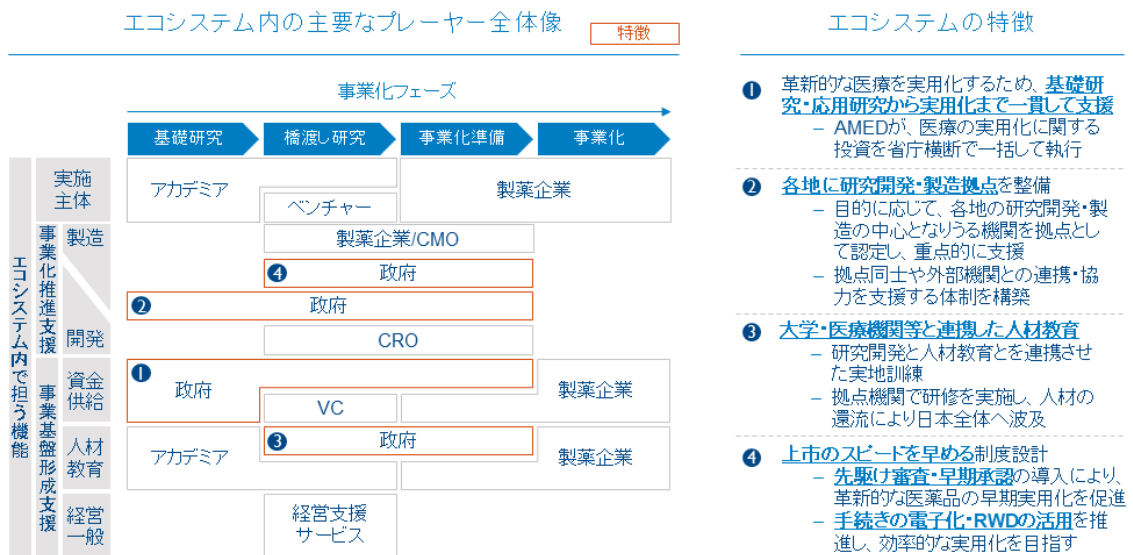 エコシステム内の主要なプレーヤー全体像
特徴
事業化フェーズ
基礎研究
橋渡し研究
事業化準備
事業化
エコシステム内で担う機能
実施
主体
アカデミア
ベンチャー
製薬企業
事業化推進支援
製造
製薬企業/CMO
❹
政府
❷
政府
開発
CRO
事業基盤形成支援
資金
供給
❶
政府
VC
製薬企業
人材
教育
アカデミア
❸
政府
製薬企業
経営
一般
経営支援
サービス
エコシステムの特徴
❶ 革新的な医療を実用化するため、基礎研
究・応用研究から実用化まで一貫して支援
– AMEDが、医療の実用化に関する
投資を省庁横断で一括して執行
❷ 各地に研究開発・製造拠点を整備
– 目的に応じて、各地の研究開発・製
造の中心となりうる機関を拠点とし
て認定し、重点的に支援
– 拠点同士や外部機関との連携・協
力を支援する体制を構築
❸ 大学・医療機関等と連携した人材教育
– 研究開発と人材教育とを連携させ
た実地訓練
– 拠点機関で研修を実施し、人材の
還流により日本全体へ波及
❹ 上市のスピードを早める制度設計
– 先駆け審査・早期承認の導入により、
革新的な医薬品の早期実用化を促進
– 手続きの電子化・RWDの活用を推
進し、効率的な実用化を目指す